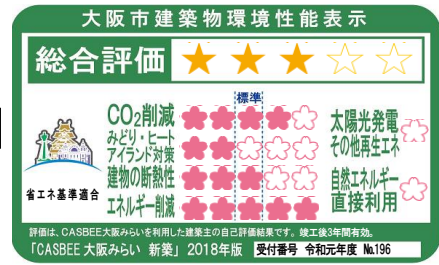 大阪市建築物環境性能表示
総合評価
標準
CO₂削減
みどり・ヒート
アイランド対策
建物の断熱性
エネルギー削減
太陽光発電
その他再生エネ
自然エネルギー
直接利用
省エネ基準適合
評価は、CASBEE大阪みらいを利用した建築主の自己評価結果です。竣工後3年間有効。
「CASBEE大阪みらい 新築」2018年版 受付番号 令和元年度 №196